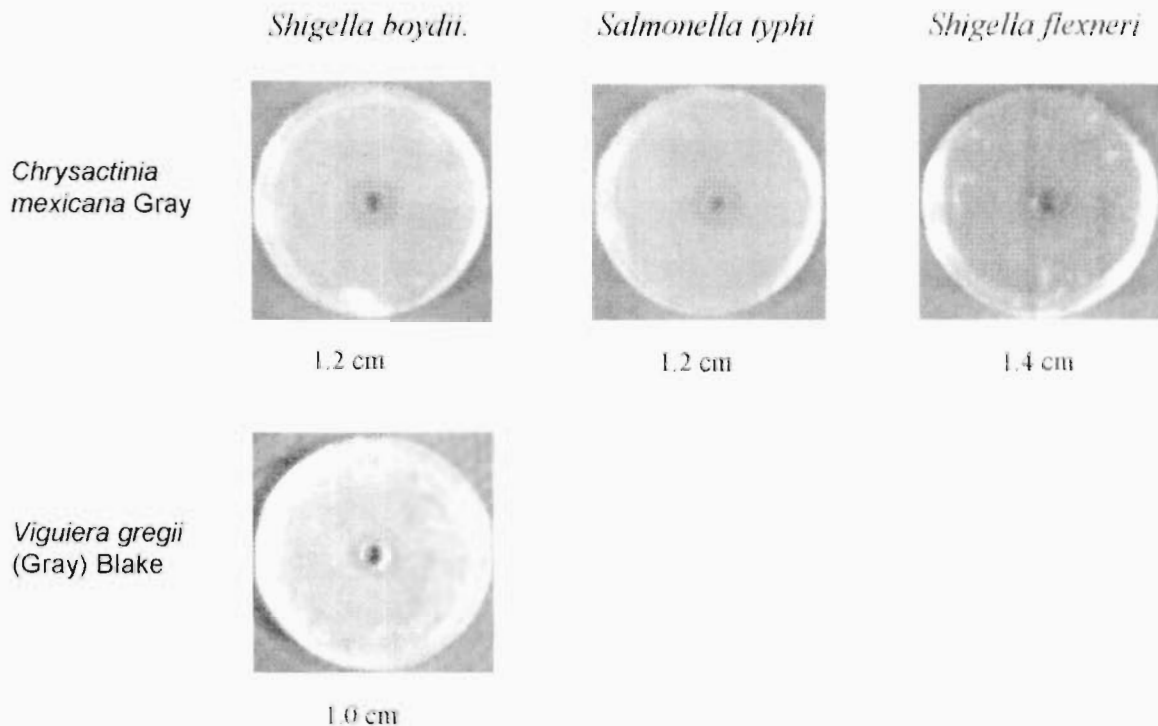 Shigella boydii. Salmonella typhi Shigella flexneri
Chrysactinia
mexicana Gray
1.2 cm 1.2 cm 1.4 cm
Viguiera gregii
(Gray) Blake
1.0 cm